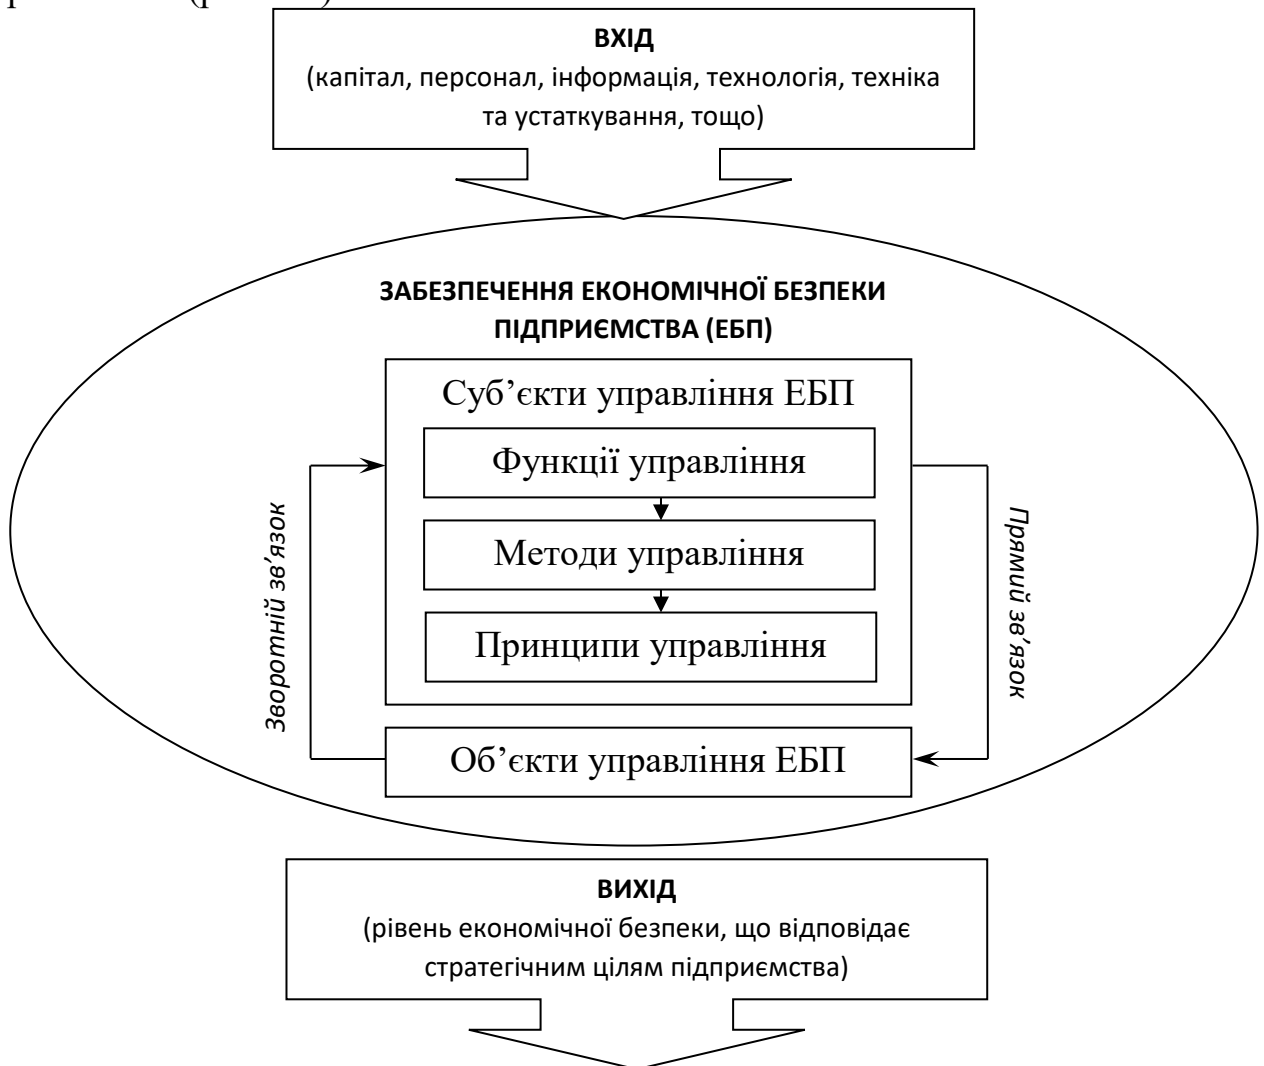 ВХІД
(капітал, персонал, інформація, технологія, техніка
та устаткування, тощо)
ЗАБЕЗПЕЧЕННЯ ЕКОНОМІЧНОЇ БЕЗПЕКИ
ПІДПРИЄМСТВА (ЕБП)
Суб’єкти управління ЕБП
Функції управління
Методи управління
Принципи управління
Зворотній зв’язок
Прямий зв’язок
Об’єкти управління ЕБП
ВИХІД
(рівень економічної безпеки, що відповідає
стратегічним цілям підприємства)